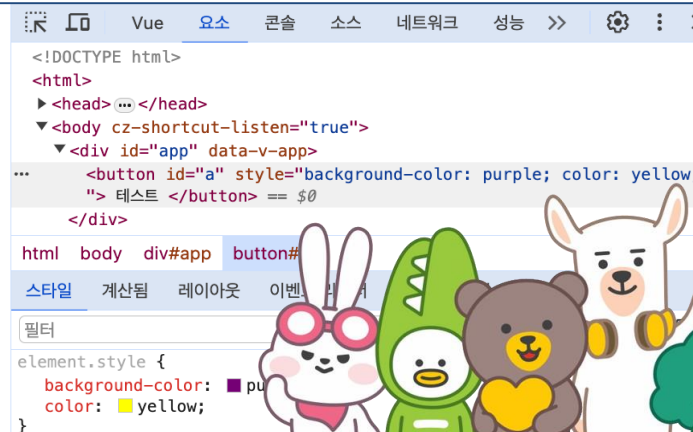 Vue 요소 콘솔 소스 네트워크 성능
<!DOCTYPE html>
<html>
<head> … </head>
<body cz-shortcut-listen="true">
<div id="app" data-v-app>
… <button id="a" style="background-color: purple; color: yellow
"> 테스트 </button> == $0
</div>
html body div#app button#
스타일 계산됨 레이아웃
필터
element.style {
background-color:
color: yellow;
}